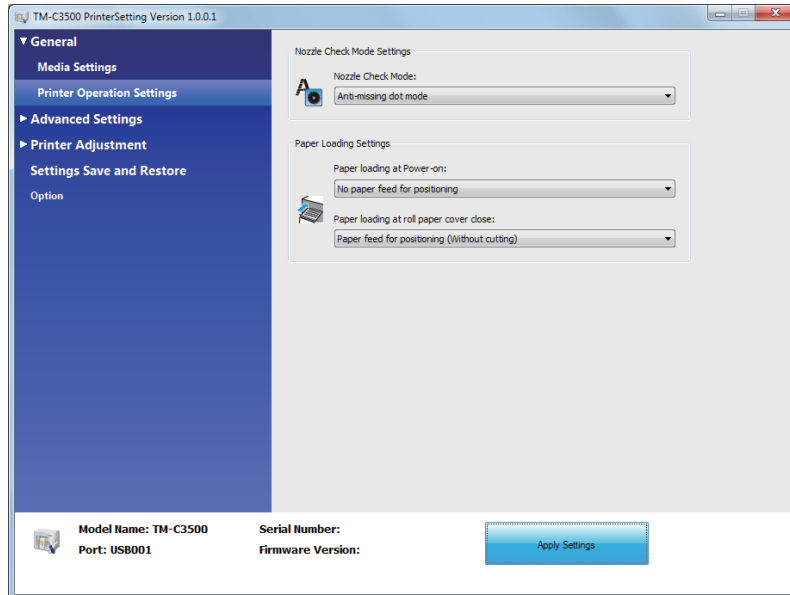 TM-C3500 PrinterSetting Version 1.0.0.1
General
Media Settings
Printer Operation Settings
Advanced Settings
Printer Adjustment
Settings Save and Restore
Option
Nozzle Check Mode Settings
Nozzle Check Mode:
Anti-missing dot mode
Paper Loading Settings
Paper loading at Power-on:
No paper feed for positioning
Paper loading at roll paper cover close:
Paper feed for positioning (Without cutting)
Model Name: TM-C3500
Serial Number:
Port: USB001
Firmware Version:
Apply Settings